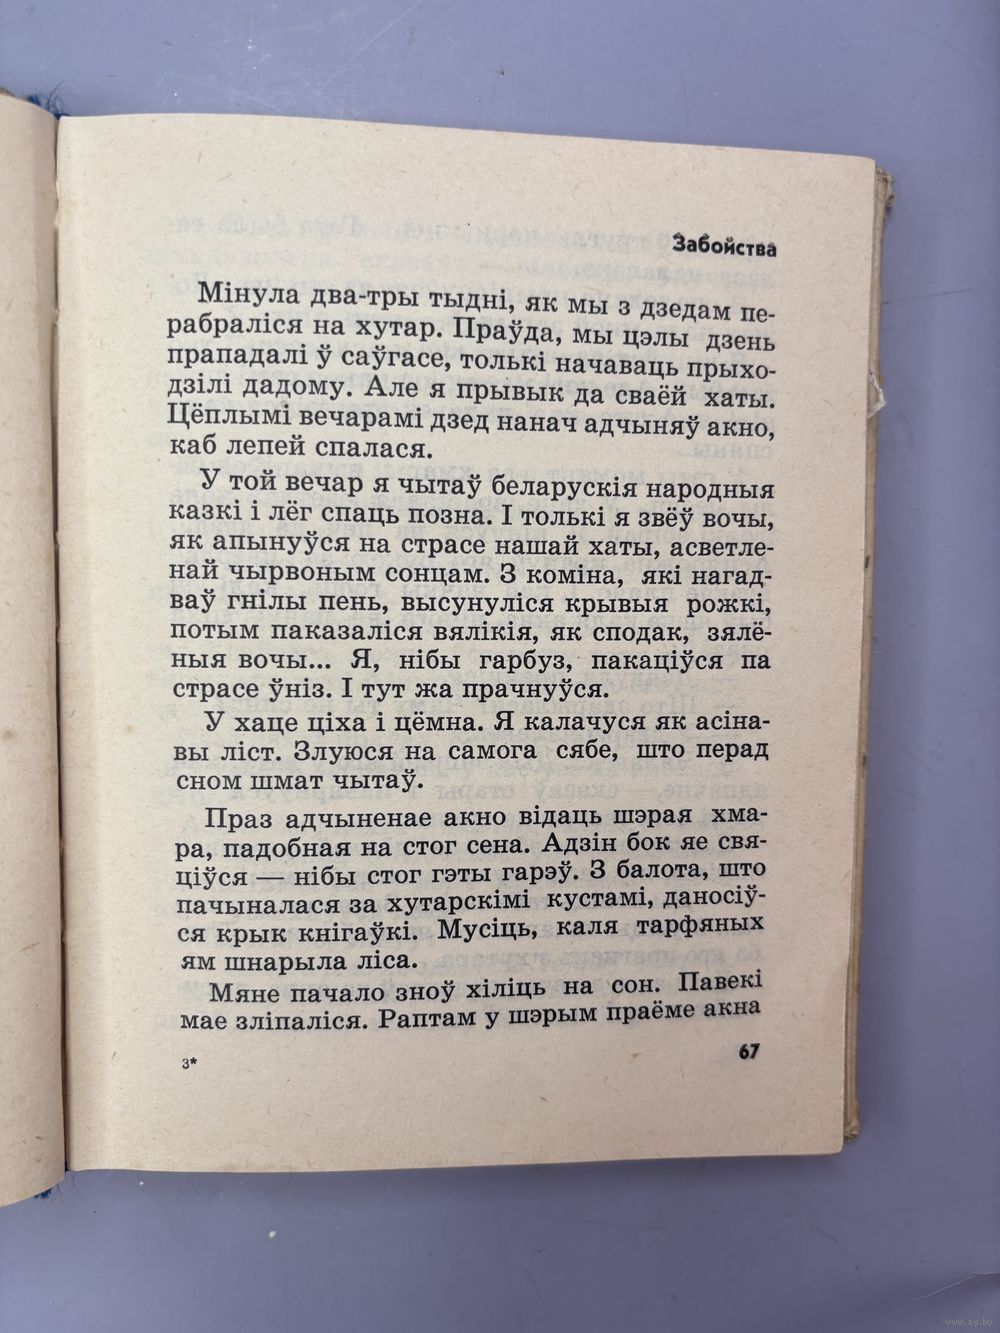 Забойства
Мінула два-тры тыдні, як мы з дзедам пе-
рабраліся на хутар. Праўда, мы цэлы дзень
прападалі ў саўгасе, толькі начаваць прыхо-
дзілі дадому. Але я прывык да сваёй хаты.
Цёплымі вечарамі дзед нанач адчыняў акно,
каб лепей спалася.
У той вечар я чытаў беларускія народныя
казкі і лёг спаць позна. І толькі я звёў вочы,
як апынуўся на страсе нашай хаты, асветле-
най чырвоным сонцам. З коміна, які нагад-
ваў гнілы пень, высунуліся крывыя рожкі,
потым паказаліся вялікія, як сподак, зялё-
ныя вочы... Я, нібы гарбуз, пакаціўся па
страсе ўніз. І тут жа прачнуўся.
У хаце ціха і цёмна. Я калачуся як асіна-
вы ліст. Злуюся на самога сябе, што перад
сном шмат чытаў.
Праз адчыненае акно відаць шэрая хма-
ра, падобная на стог сена. Адзін бок яе свя-
ціўся — нібы стог гэты гарэў. З балота, што
пачыналася за хутарскімі кустамі, даносіў-
ся крык кнігаўкі. Мусіць, каля тарфяных
ям шнарыла ліса.
Мяне пачало зноў хіліць на сон. Павекі
мае зліпаліся. Раптам у шэрым праёме акна
3*
67
www.ay.by